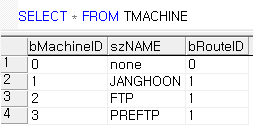 SELECT * FROM TMACHINE
bMachineID szNAME bRouteID
1 0 none 0
2 1 JANGHOON 1
3 2 FTP 1
4 3 PREFTP 1